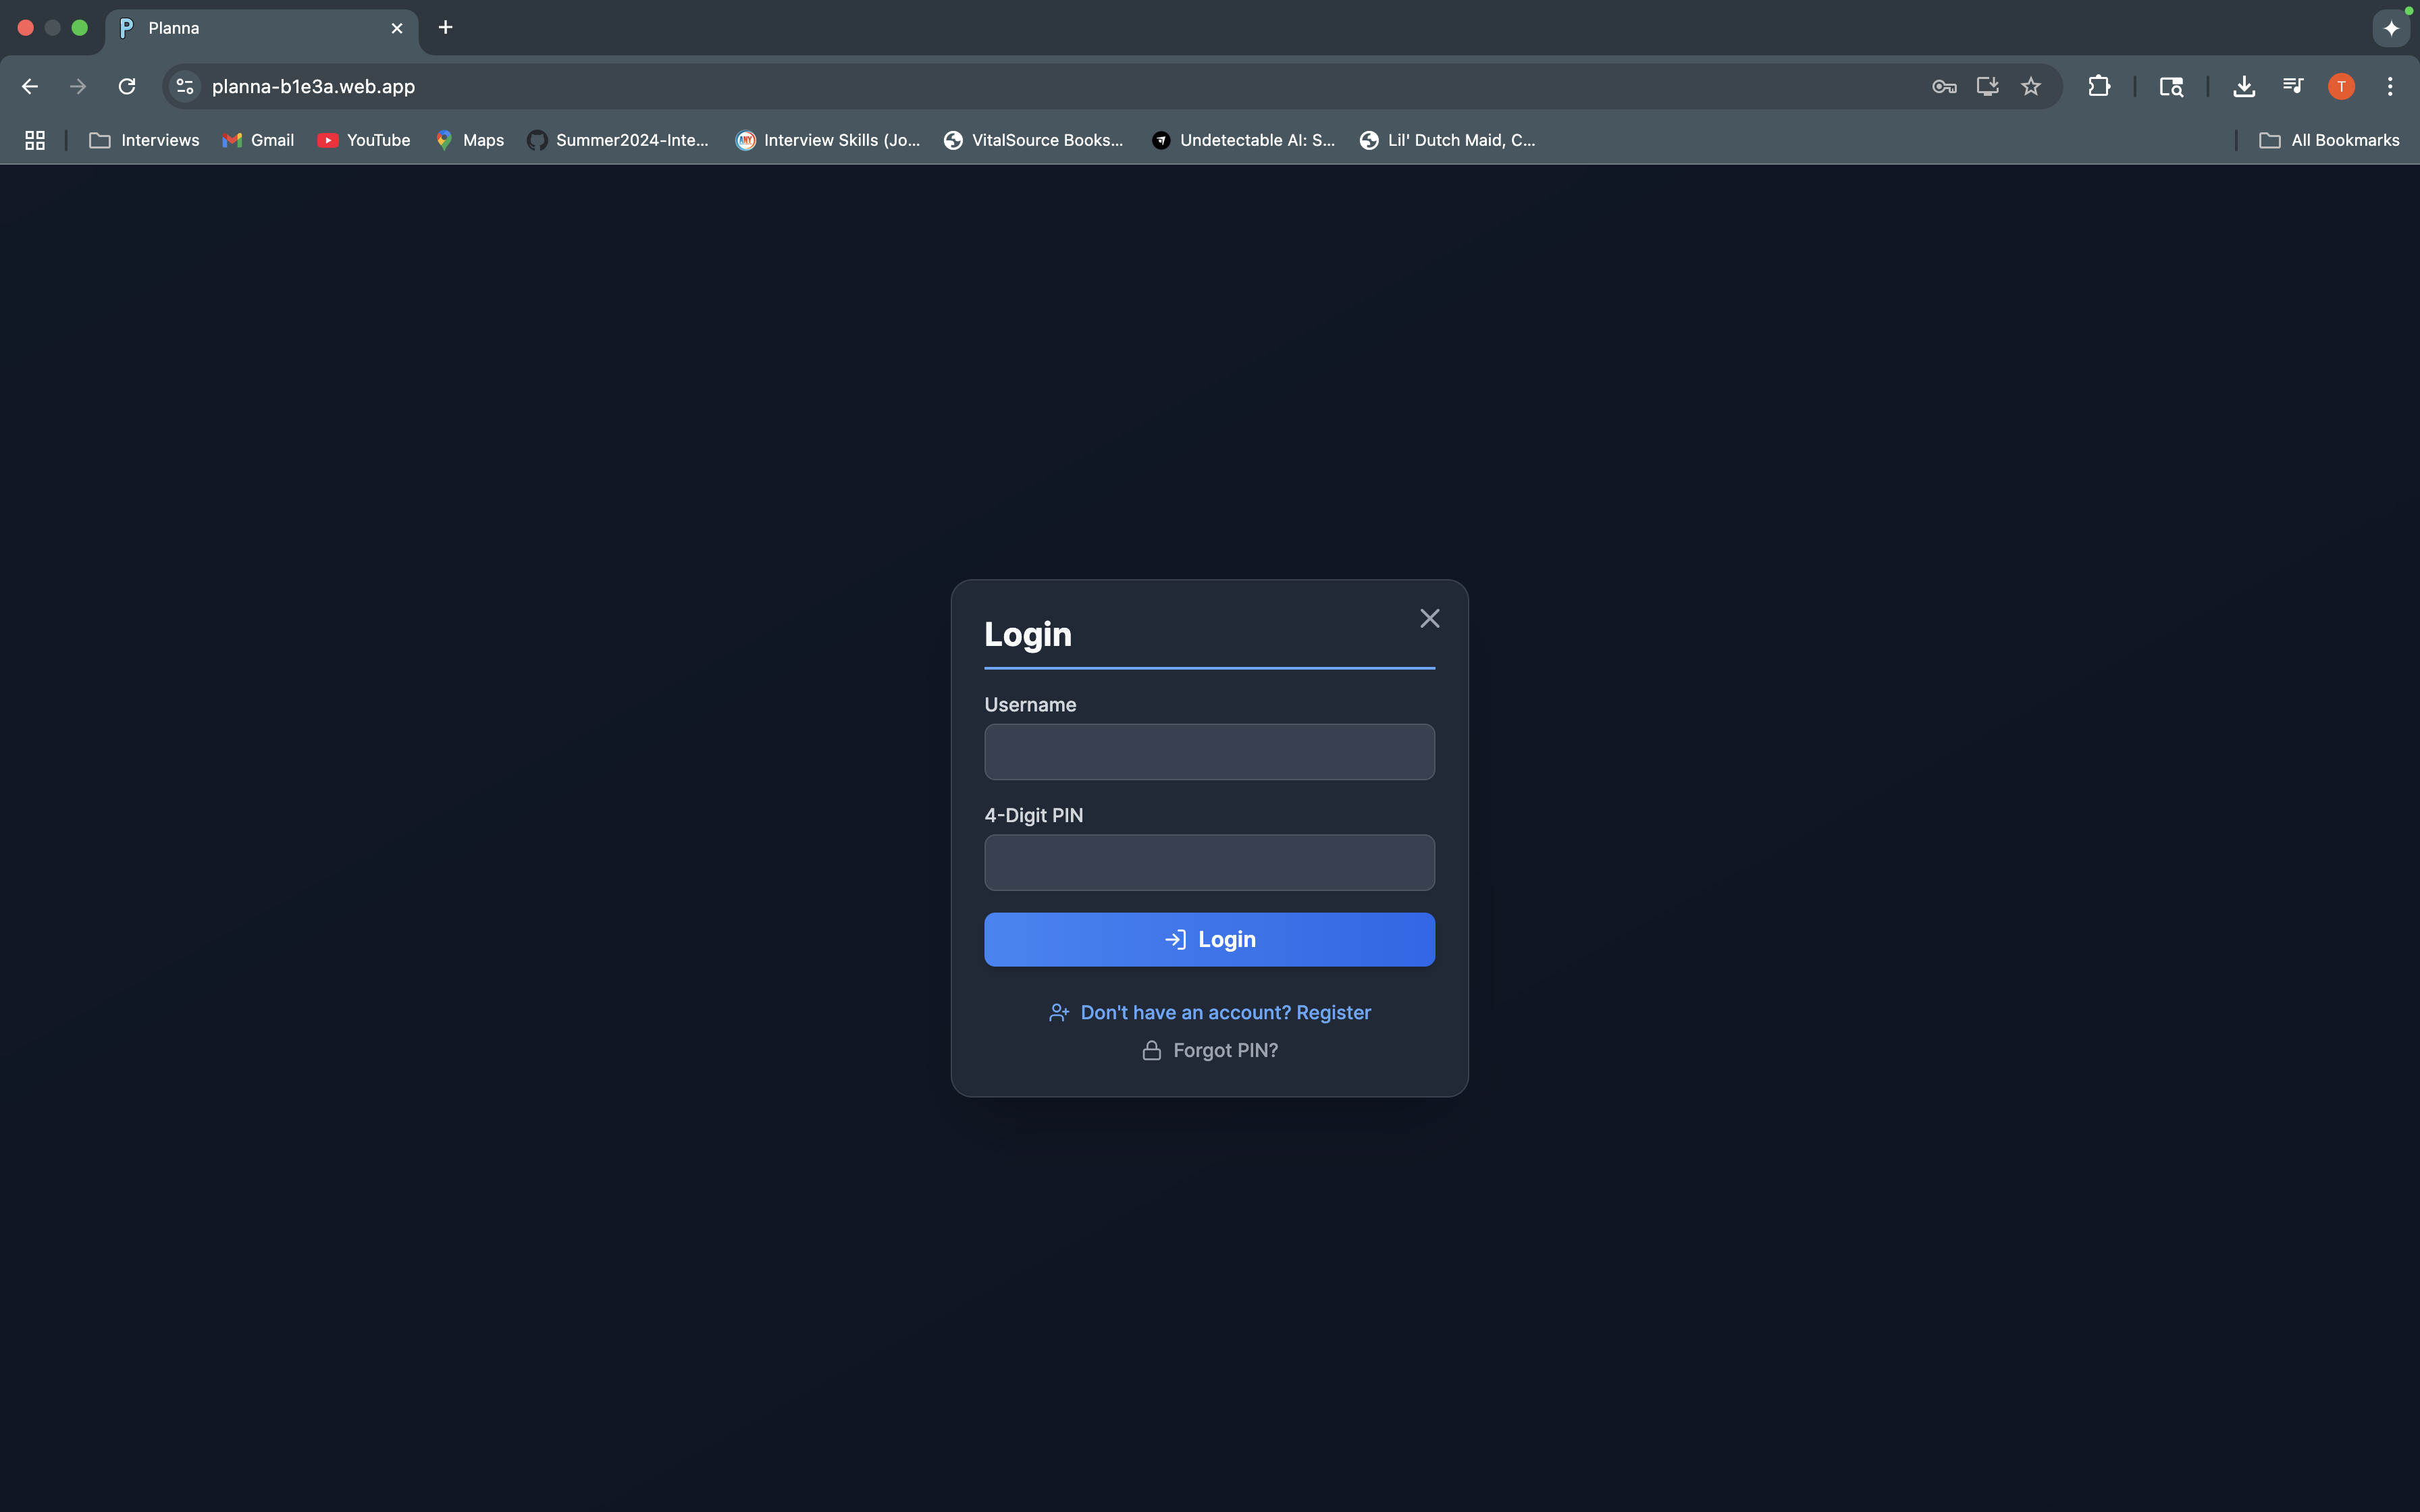 Planna
planna-b1e3a.web.app
T
Interviews Gmail YouTube Maps Summer2024-Inte... Interview Skills (Jo... VitalSource Books... Undetectable AI: S... Lil' Dutch Maid, C... All Bookmarks
Login
Username
4-Digit PIN
Login
Don't have an account? Register
Forgot PIN?